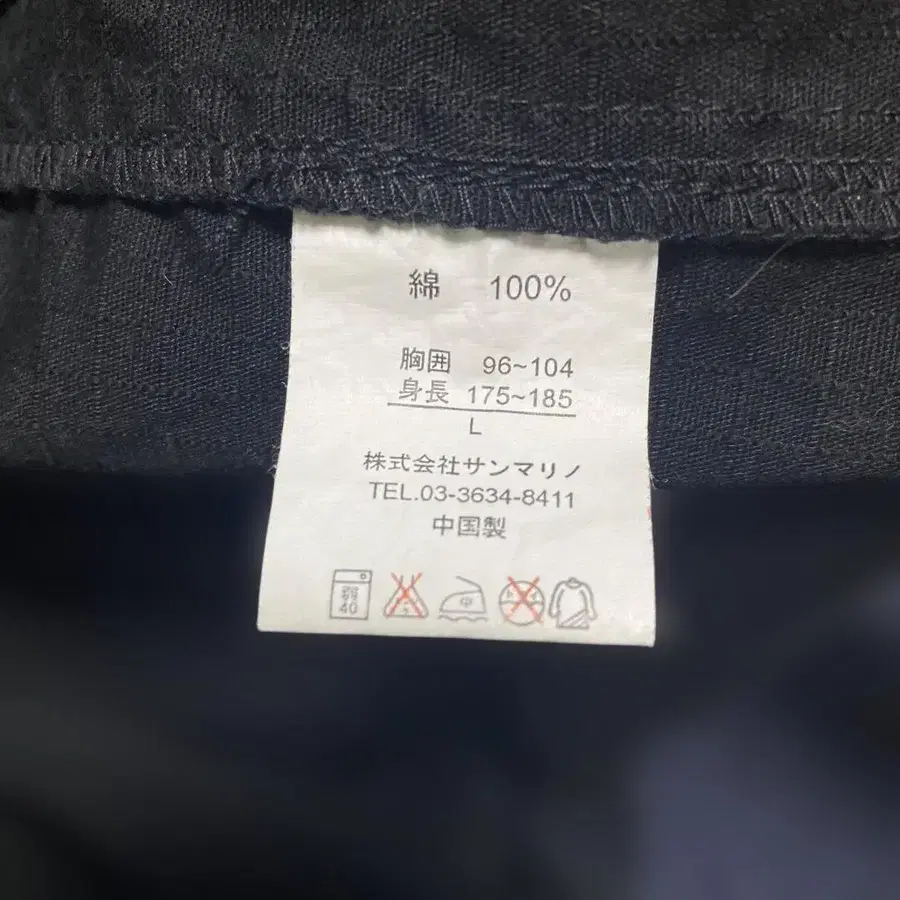 綿 100%
胸囲 96~104
身長 175~185
L
株式会社サンマリノ
TEL.03-3634-8411
中国製
弱
40
中